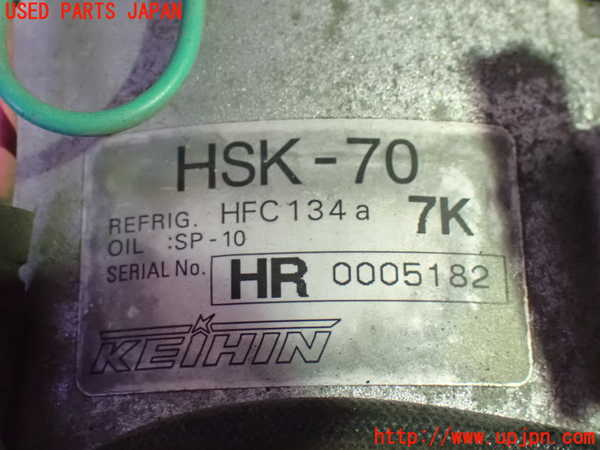 USED PARTS JAPAN
HSK-70
REFRIG. HFC134a 7K
OIL :SP-10
SERIAL No. HR 0005182
KEIHIN
http://www.upjpn.com/